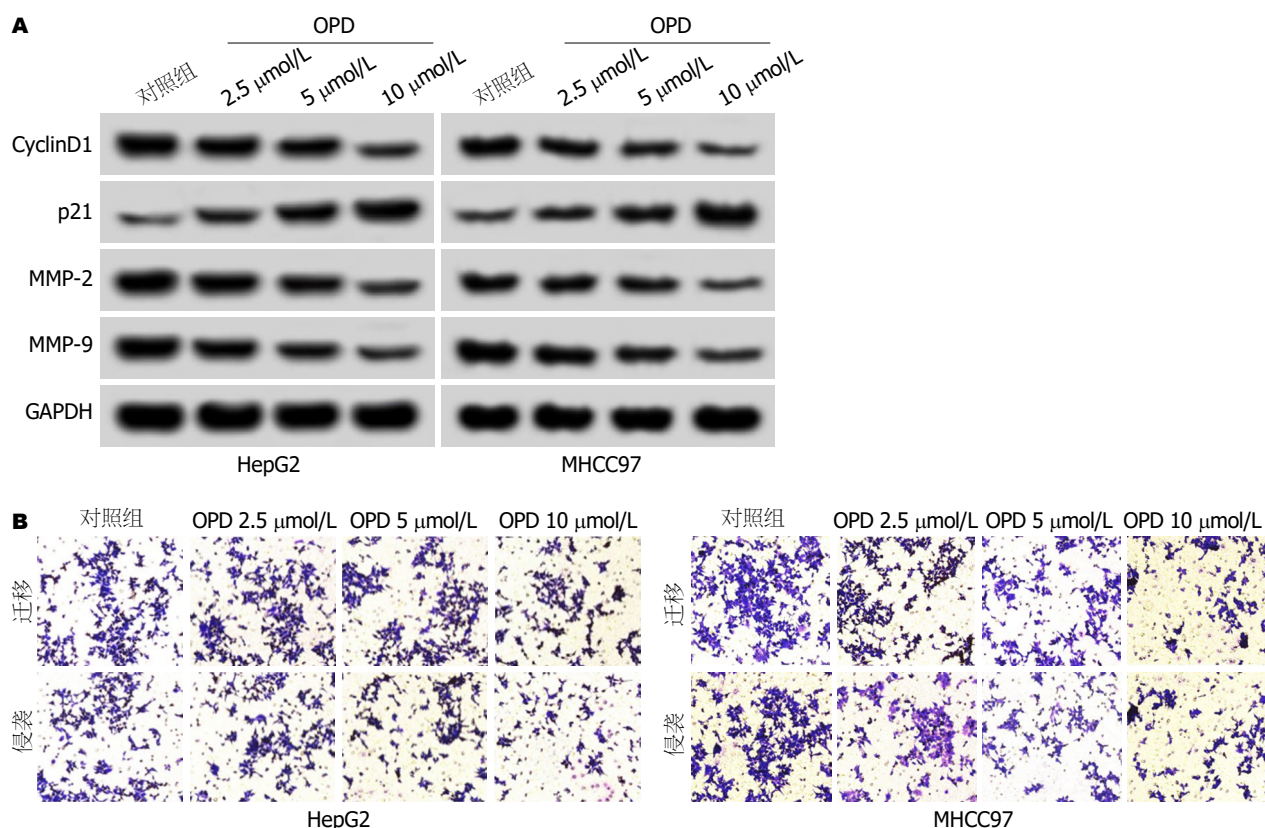 A
OPD OPD
对照组 2.5 μmol/L 5 μmol/L 10 μmol/L 对照组 2.5 μmol/L 5 μmol/L 10 μmol/L
CyclinD1
p21
MMP-2
MMP-9
GAPDH
HepG2 MHCC97
B 对照组 OPD 2.5 μmol/L OPD 5 μmol/L OPD 10 μmol/L 对照组 OPD 2.5 μmol/L OPD 5 μmol/L OPD 10 μmol/L
迁移 迁移
侵袭 侵袭
HepG2 MHCC97